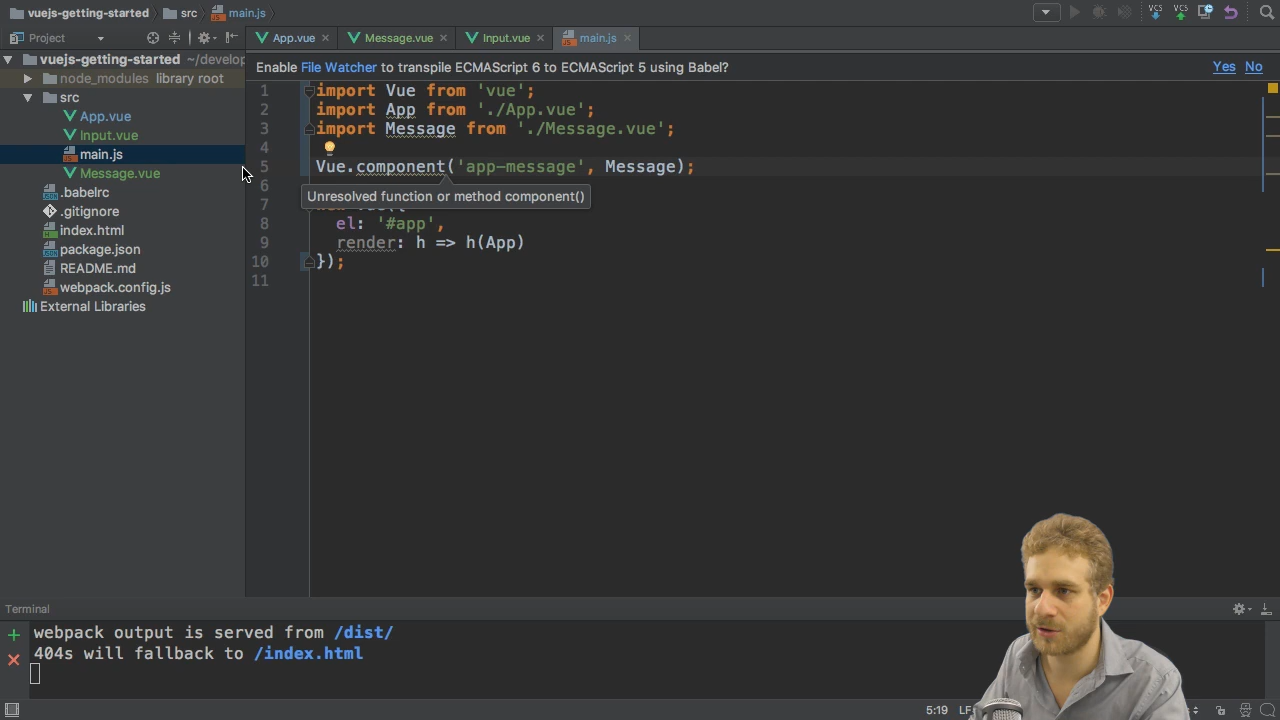 vuejs-getting-started src main.js
Project
App.vue Message.vue Input.vue main.js
vuejs-getting-started ~/develop
node_modules library root
src
App.vue
Input.vue
main.js
Message.vue
.babelrc
.gitignore
index.html
package.json
README.md
webpack.config.js
External Libraries
Enable File Watcher to transpile ECMAScript 6 to ECMAScript 5 using Babel? Yes No
1 import Vue from 'vue';
2 import App from './App.vue';
3 import Message from './Message.vue';
4
5 Vue.component('app-message', Message);
6
Unresolved function or method component()
7
8 el: '#app',
9 render: h => h(App)
10 });
11
Terminal
webpack output is served from /dist/
404s will fallback to /index.html
5:19 LF